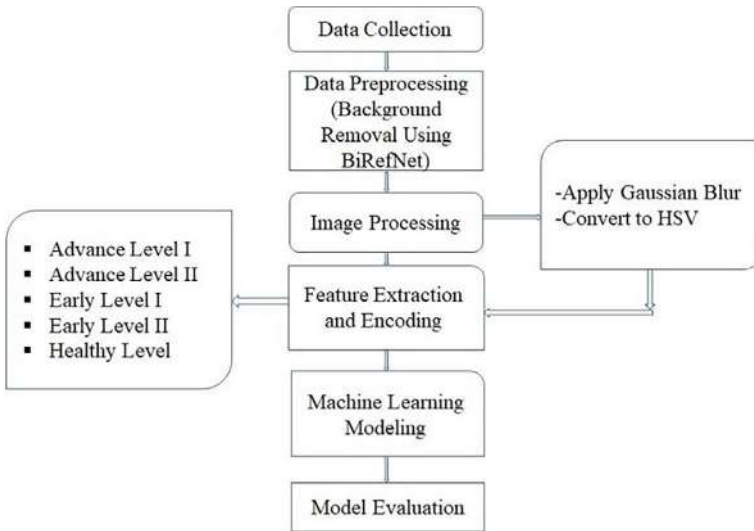 Data Collection
Data Preprocessing
(Background
Removal Using
BiRefNet)
Image Processing
-Apply Gaussian Blur
-Convert to HSV
▪ Advance Level I
▪ Advance Level II
▪ Early Level I
▪ Early Level II
▪ Healthy Level
Feature Extraction
and Encoding
Machine Learning
Modeling
Model Evaluation